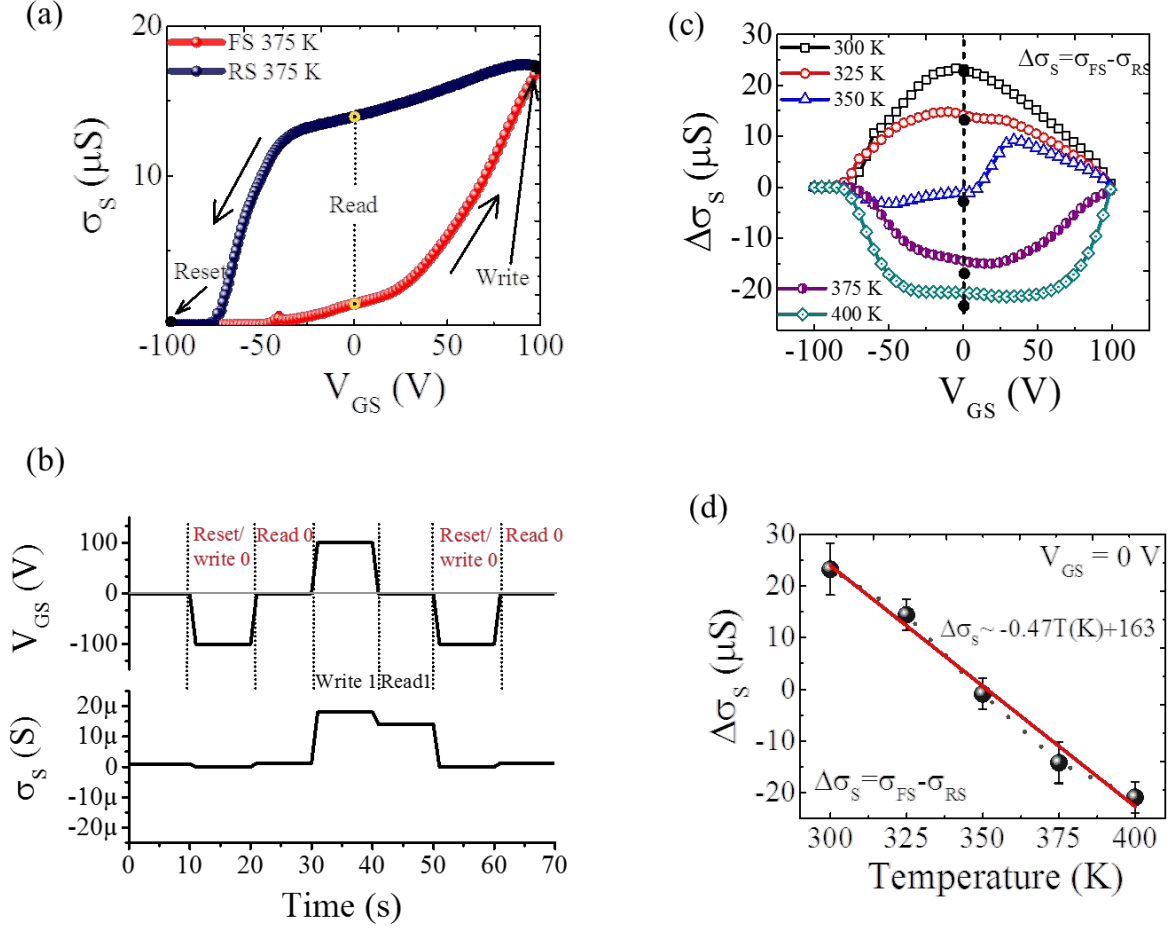 (a)
20
10
σS (μS)
FS 375 K
RS 375 K
Read
Reset
Write
-100 -50 0 50 100
VGS (V)
(c)
30
20
10
0
-10
-20
ΔσS (μS)
300 K
325 K
350 K
ΔσS=σFS-σRS
375 K
400 K
-100 -50 0 50 100
VGS (V)
(b)
100
0
-100
VGS (V)
Reset/
write 0
Read 0
Reset/
write 0
Read 0
Write 1
Read1
20μ
10μ
0
-10μ
-20μ
σS (S)
0 10 20 30 40 50 60 70
Time (s)
(d)
30
20
10
0
-10
-20
ΔσS (μS)
VGS = 0 V
ΔσS~ -0.47T(K)+163
ΔσS=σFS-σRS
300 325 350 375 400
Temperature (K)